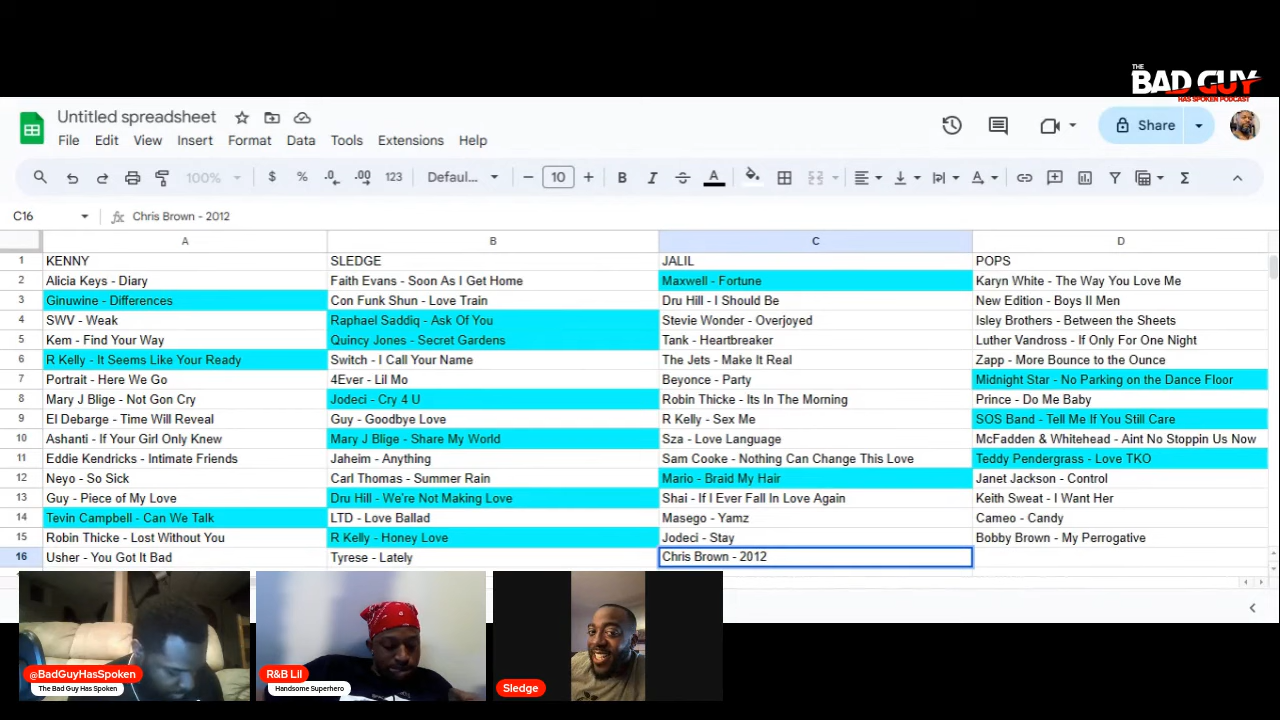 THE
BAD GUY
HAS SPOKEN PODCAST
Untitled spreadsheet
File Edit View Insert Format Data Tools Extensions Help
Share
100% $ % .0 .00 123 Defaul... 10 B I S A Σ
C16 fx Chris Brown - 2012
A B C D
1 KENNY SLEDGE JALIL POPS
2 Alicia Keys - Diary Faith Evans - Soon As I Get Home Maxwell - Fortune Karyn White - The Way You Love Me
3 Ginuwine - Differences Con Funk Shun - Love Train Dru Hill - I Should Be New Edition - Boys II Men
4 SWV - Weak Raphael Saddiq - Ask Of You Stevie Wonder - Overjoyed Isley Brothers - Between the Sheets
5 Kem - Find Your Way Quincy Jones - Secret Gardens Tank - Heartbreaker Luther Vandross - If Only For One Night
6 R Kelly - It Seems Like Your Ready Switch - I Call Your Name The Jets - Make It Real Zapp - More Bounce to the Ounce
7 Portrait - Here We Go 4Ever - Lil Mo Beyonce - Party Midnight Star - No Parking on the Dance Floor
8 Mary J Blige - Not Gon Cry Jodeci - Cry 4 U Robin Thicke - Its In The Morning Prince - Do Me Baby
9 El Debarge - Time Will Reveal Guy - Goodbye Love R Kelly - Sex Me SOS Band - Tell Me If You Still Care
10 Ashanti - If Your Girl Only Knew Mary J Blige - Share My World Sza - Love Language McFadden & Whitehead - Aint No Stoppin Us Now
11 Eddie Kendricks - Intimate Friends Jaheim - Anything Sam Cooke - Nothing Can Change This Love Teddy Pendergrass - Love TKO
12 Neyo - So Sick Carl Thomas - Summer Rain Mario - Braid My Hair Janet Jackson - Control
13 Guy - Piece of My Love Dru Hill - We're Not Making Love Shai - If I Ever Fall In Love Again Keith Sweat - I Want Her
14 Tevin Campbell - Can We Talk LTD - Love Ballad Masego - Yamz Cameo - Candy
15 Robin Thicke - Lost Without You R Kelly - Honey Love Jodeci - Stay Bobby Brown - My Perrogative
16 Usher - You Got It Bad Tyrese - Lately Chris Brown - 2012
@BadGuyHasSpoken R&B Lil Sledge
The Bad Guy Has Spoken Handsome Superhero